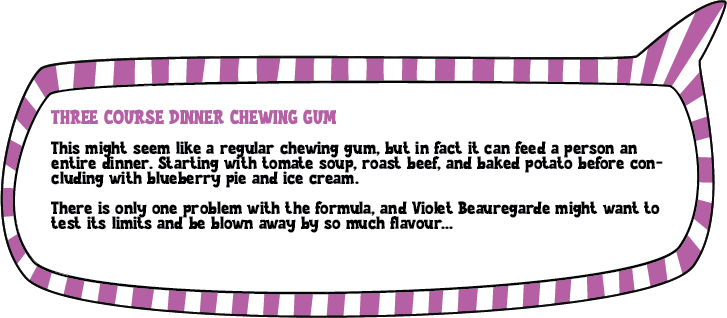 THREE COURSE DINNER CHEWING GUM
This might seem like a regular chewing gum, but in fact it can feed a person an
entire dinner. Starting with tomate soup, roast beef, and baked potato before con-
cluding with blueberry pie and ice cream.
There is only one problem with the formula, and Violet Beauregarde might want to
test its limits and be blown away by so much flavour...